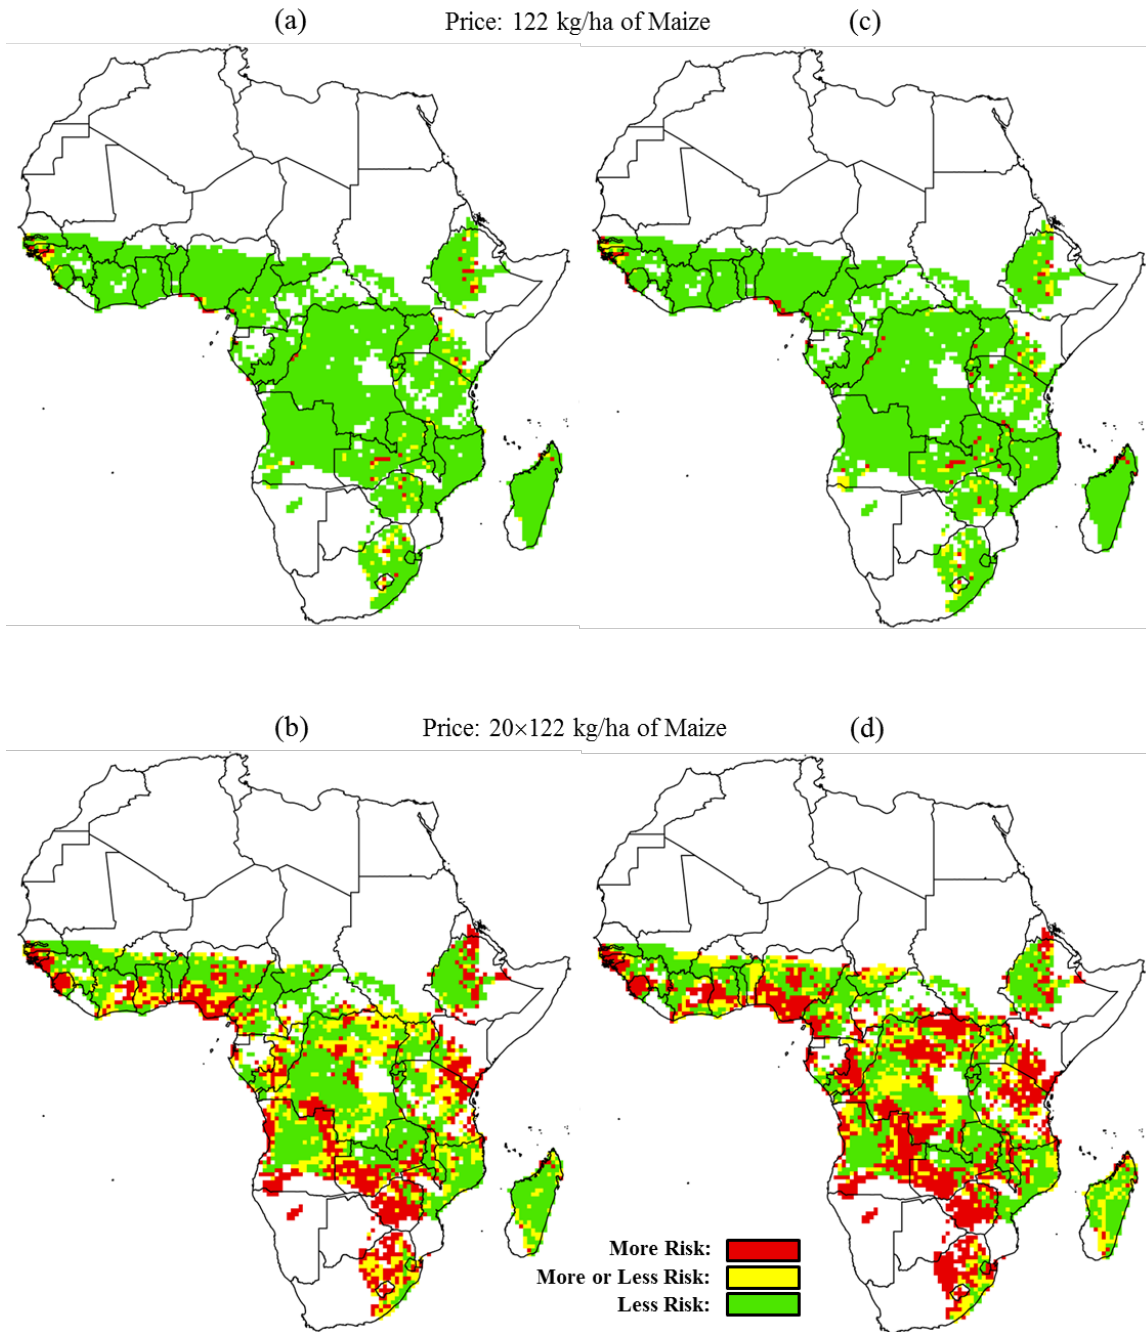 (a)
Price: 122 kg/ha of Maize
(c)
(b)
Price: 20×122 kg/ha of Maize
(d)
More Risk:
More or Less Risk:
Less Risk: